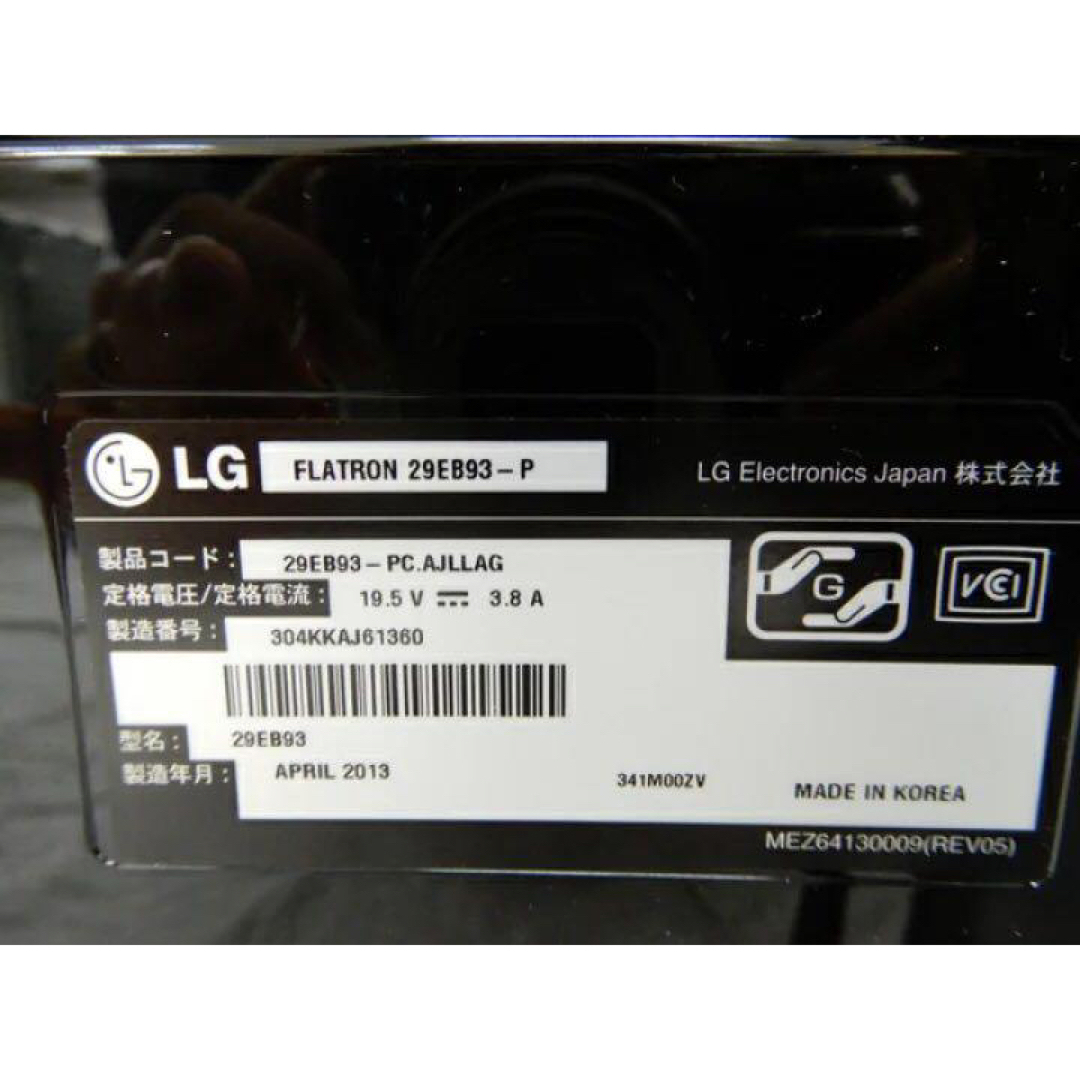 LG FLATRON 29EB93-P LG Electronics Japan 株式会社
製品コード: 29EB93-PC.AJLLAG
定格電圧/定格電流: 19.5 V ⎓ 3.8 A
製造番号: 304KKAJ61360
G VCCI
型名: 29EB93
製造年月: APRIL 2013 341M00ZV MADE IN KOREA
MEZ64130009(REV05)